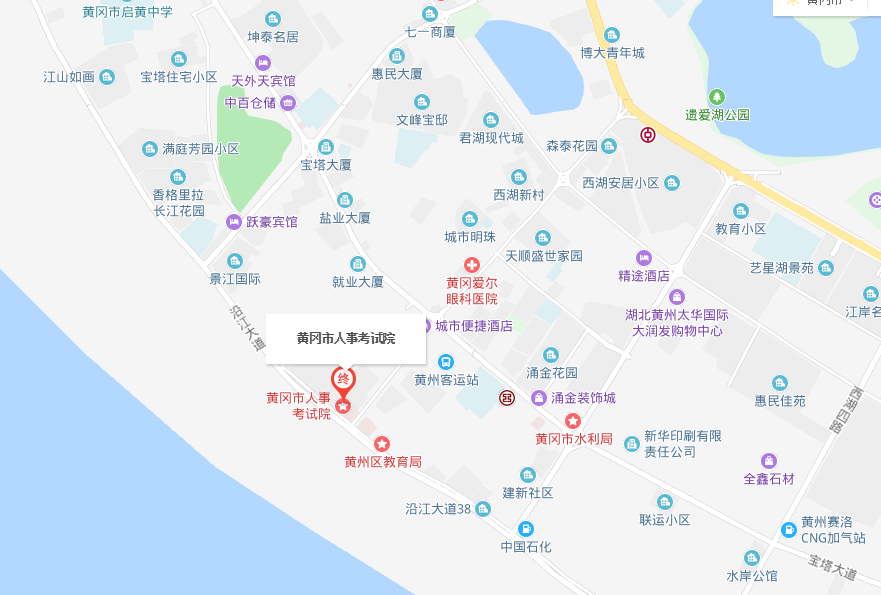 黄冈市
黄冈市启黄中学
坤泰名居
七一商厦
博大青年城
江山如画
宝塔住宅小区
天外天宾馆
惠民大厦
中百仓储
文峰宝邸
遗爱湖公园
君湖现代城
森泰花园
满庭芳园小区
宝塔大厦
香格里拉
长江花园
西湖新村
西湖安居小区
跃豪宾馆
盐业大厦
城市明珠
教育小区
天顺盛世家园
景江国际
就业大厦
黄冈爱尔
眼科医院
精途酒店
艺星湖景苑
江岸名
湖北黄州太华国际
大润发购物中心
沿江大道
城市便捷酒店
黄冈市人事考试院
黄州客运站
涌金花园
终
黄冈市人事
考试院
涌金装饰城
惠民佳苑
西湖四路
黄冈市水利局
新华印刷有限
责任公司
黄州区教育局
全鑫石材
建新社区
沿江大道38
联运小区
黄州赛洛
CNG加气站
中国石化
水岸公馆
宝塔大道